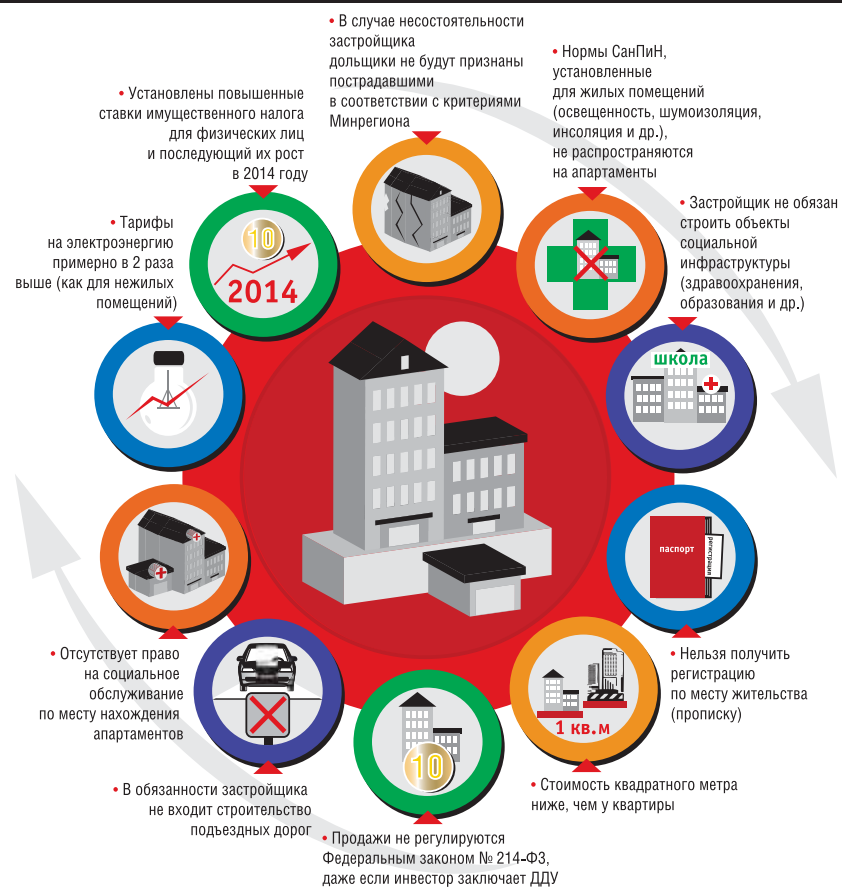 • В случае несостоятельности
застройщика
дольщики не будут признаны
пострадавшими
в соответствии с критериями
Минрегиона
• Нормы СанПиН,
установленные
для жилых помещений
(освещенность, шумоизоляция,
инсоляция и др.),
не распространяются
на апартаменты
• Застройщик не обязан
строить объекты
социальной
инфраструктуры
(здравоохранения,
образования и др.)
школа
паспорт
регистрация
• Нельзя получить
регистрацию
по месту жительства
(прописку)
1 кв.м
• Стоимость квадратного метра
ниже, чем у квартиры
10
• Продажи не регулируются
Федеральным законом № 214-ФЗ,
даже если инвестор заключает ДДУ
• В обязанности застройщика
не входит строительство
подъездных дорог
• Отсутствует право
на социальное
обслуживание
по месту нахождения
апартаментов
• Тарифы
на электроэнергию
примерно в 2 раза
выше (как для нежилых
помещений)
• Установлены повышенные
ставки имущественного налога
для физических лиц
и последующий их рост
в 2014 году
10
2014